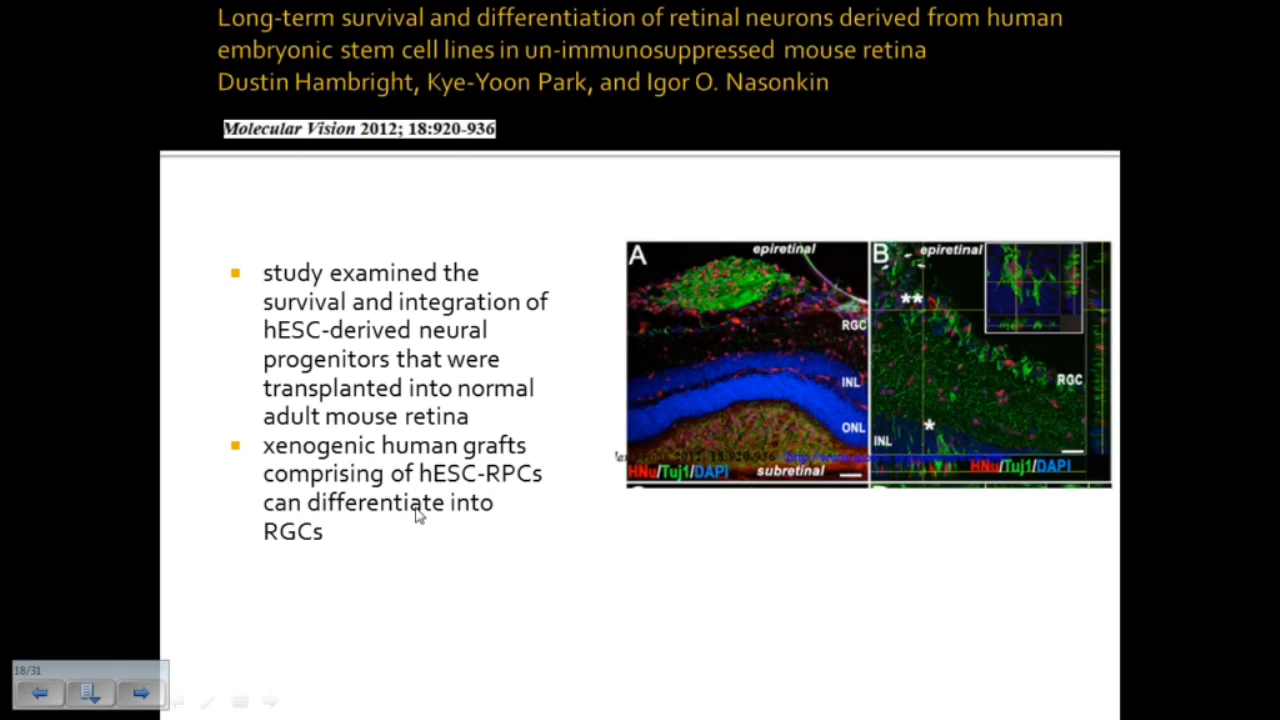 Long-term survival and differentiation of retinal neurons derived from human
embryonic stem cell lines in un-immunosuppressed mouse retina
Dustin Hambright, Kye-Yoon Park, and Igor O. Nasonkin
Molecular Vision 2012; 18:920-936
▪ study examined the
survival and integration of
hESC-derived neural
progenitors that were
transplanted into normal
adult mouse retina
▪ xenogenic human grafts
comprising of hESC-RPCs
can differentiate into
RGCs
A
epiretinal
RGC
INL
ONL
HNu/Tuj1/DAPI
subretinal
B
epiretinal
**
RGC
*
INL
HNu/Tuj1/DAPI
18/31